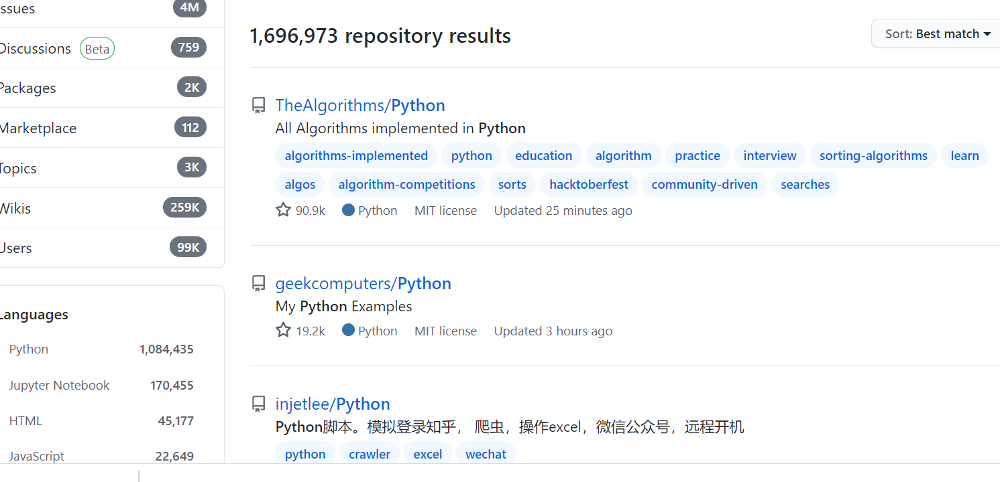 ssues 4M
Discussions Beta 759
Packages 2K
Marketplace 112
Topics 3K
Wikis 259K
Users 99K
Languages
Python 1,084,435
Jupyter Notebook 170,455
HTML 45,177
JavaScript 22,649
1,696,973 repository results
Sort: Best match
TheAlgorithms/Python
All Algorithms implemented in Python
algorithms-implemented python education algorithm practice interview sorting-algorithms learn
algos algorithm-competitions sorts hacktoberfest community-driven searches
90.9k Python MIT license Updated 25 minutes ago
geekcomputers/Python
My Python Examples
19.2k Python MIT license Updated 3 hours ago
injetlee/Python
Python脚本。模拟登录知乎， 爬虫，操作excel，微信公众号，远程开机
python crawler excel wechat